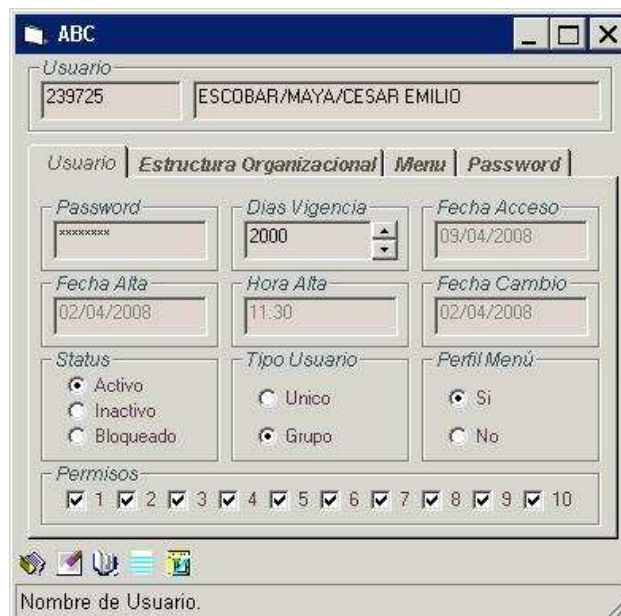 ABC
Usuario
239725 ESCOBAR/MAYA/CESAR EMILIO
Usuario Estructura Organizacional Menu Password
Password Dias Vigencia Fecha Acceso
******** 2000 09/04/2008
Fecha Alta Hora Alta Fecha Cambio
02/04/2008 11:30 02/04/2008
Status Tipo Usuario Perfil Menú
Activo Unico Si
Inactivo
Bloqueado Grupo No
Permisos
1 2 3 4 5 6 7 8 9 10
Nombre de Usuario.